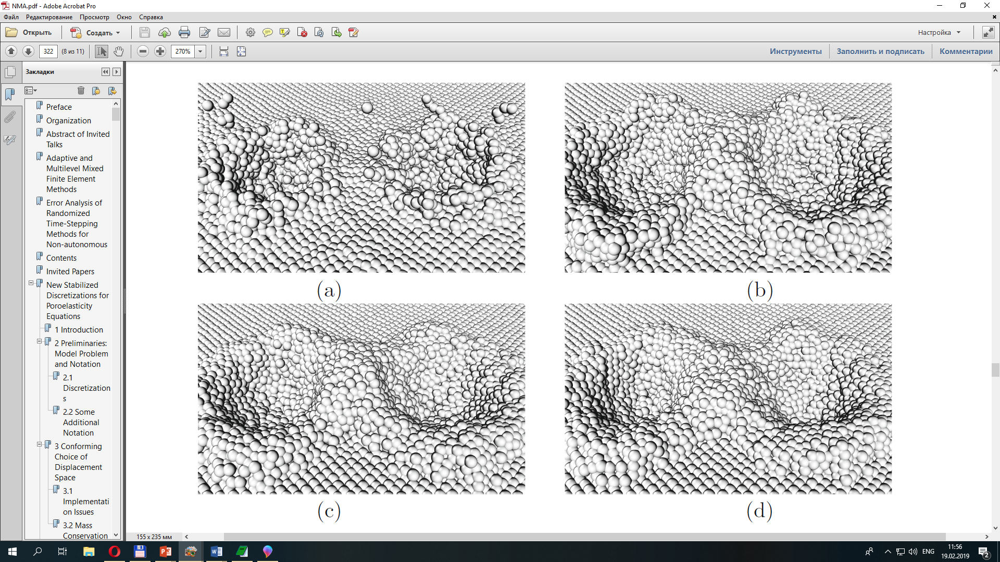 NMA.pdf - Adobe Acrobat Pro
Файл Редактирование Просмотр Окно Справка
Открыть Создать Настройка
322 (8 из 11) 270% Инструменты Заполнить и подписать Комментарии
Закладки
Preface
Organization
Abstract of Invited
Talks
Adaptive and
Multilevel Mixed
Finite Element
Methods
Error Analysis of
Randomized
Time-Stepping
Methods for
Non-autonomous
Contents
Invited Papers
New Stabilized
Discretizations for
Poroelasticity
Equations
1 Introduction
2 Preliminaries:
Model Problem
and Notation
2.1
Discretization
s
2.2 Some
Additional
Notation
3 Conforming
Choice of
Displacement
Space
3.1
Implementati
on Issues
3.2 Mass
Conservation
(a)
(b)
(c)
(d)
155 x 235 мм
ENG
11:56
19.02.2019
2